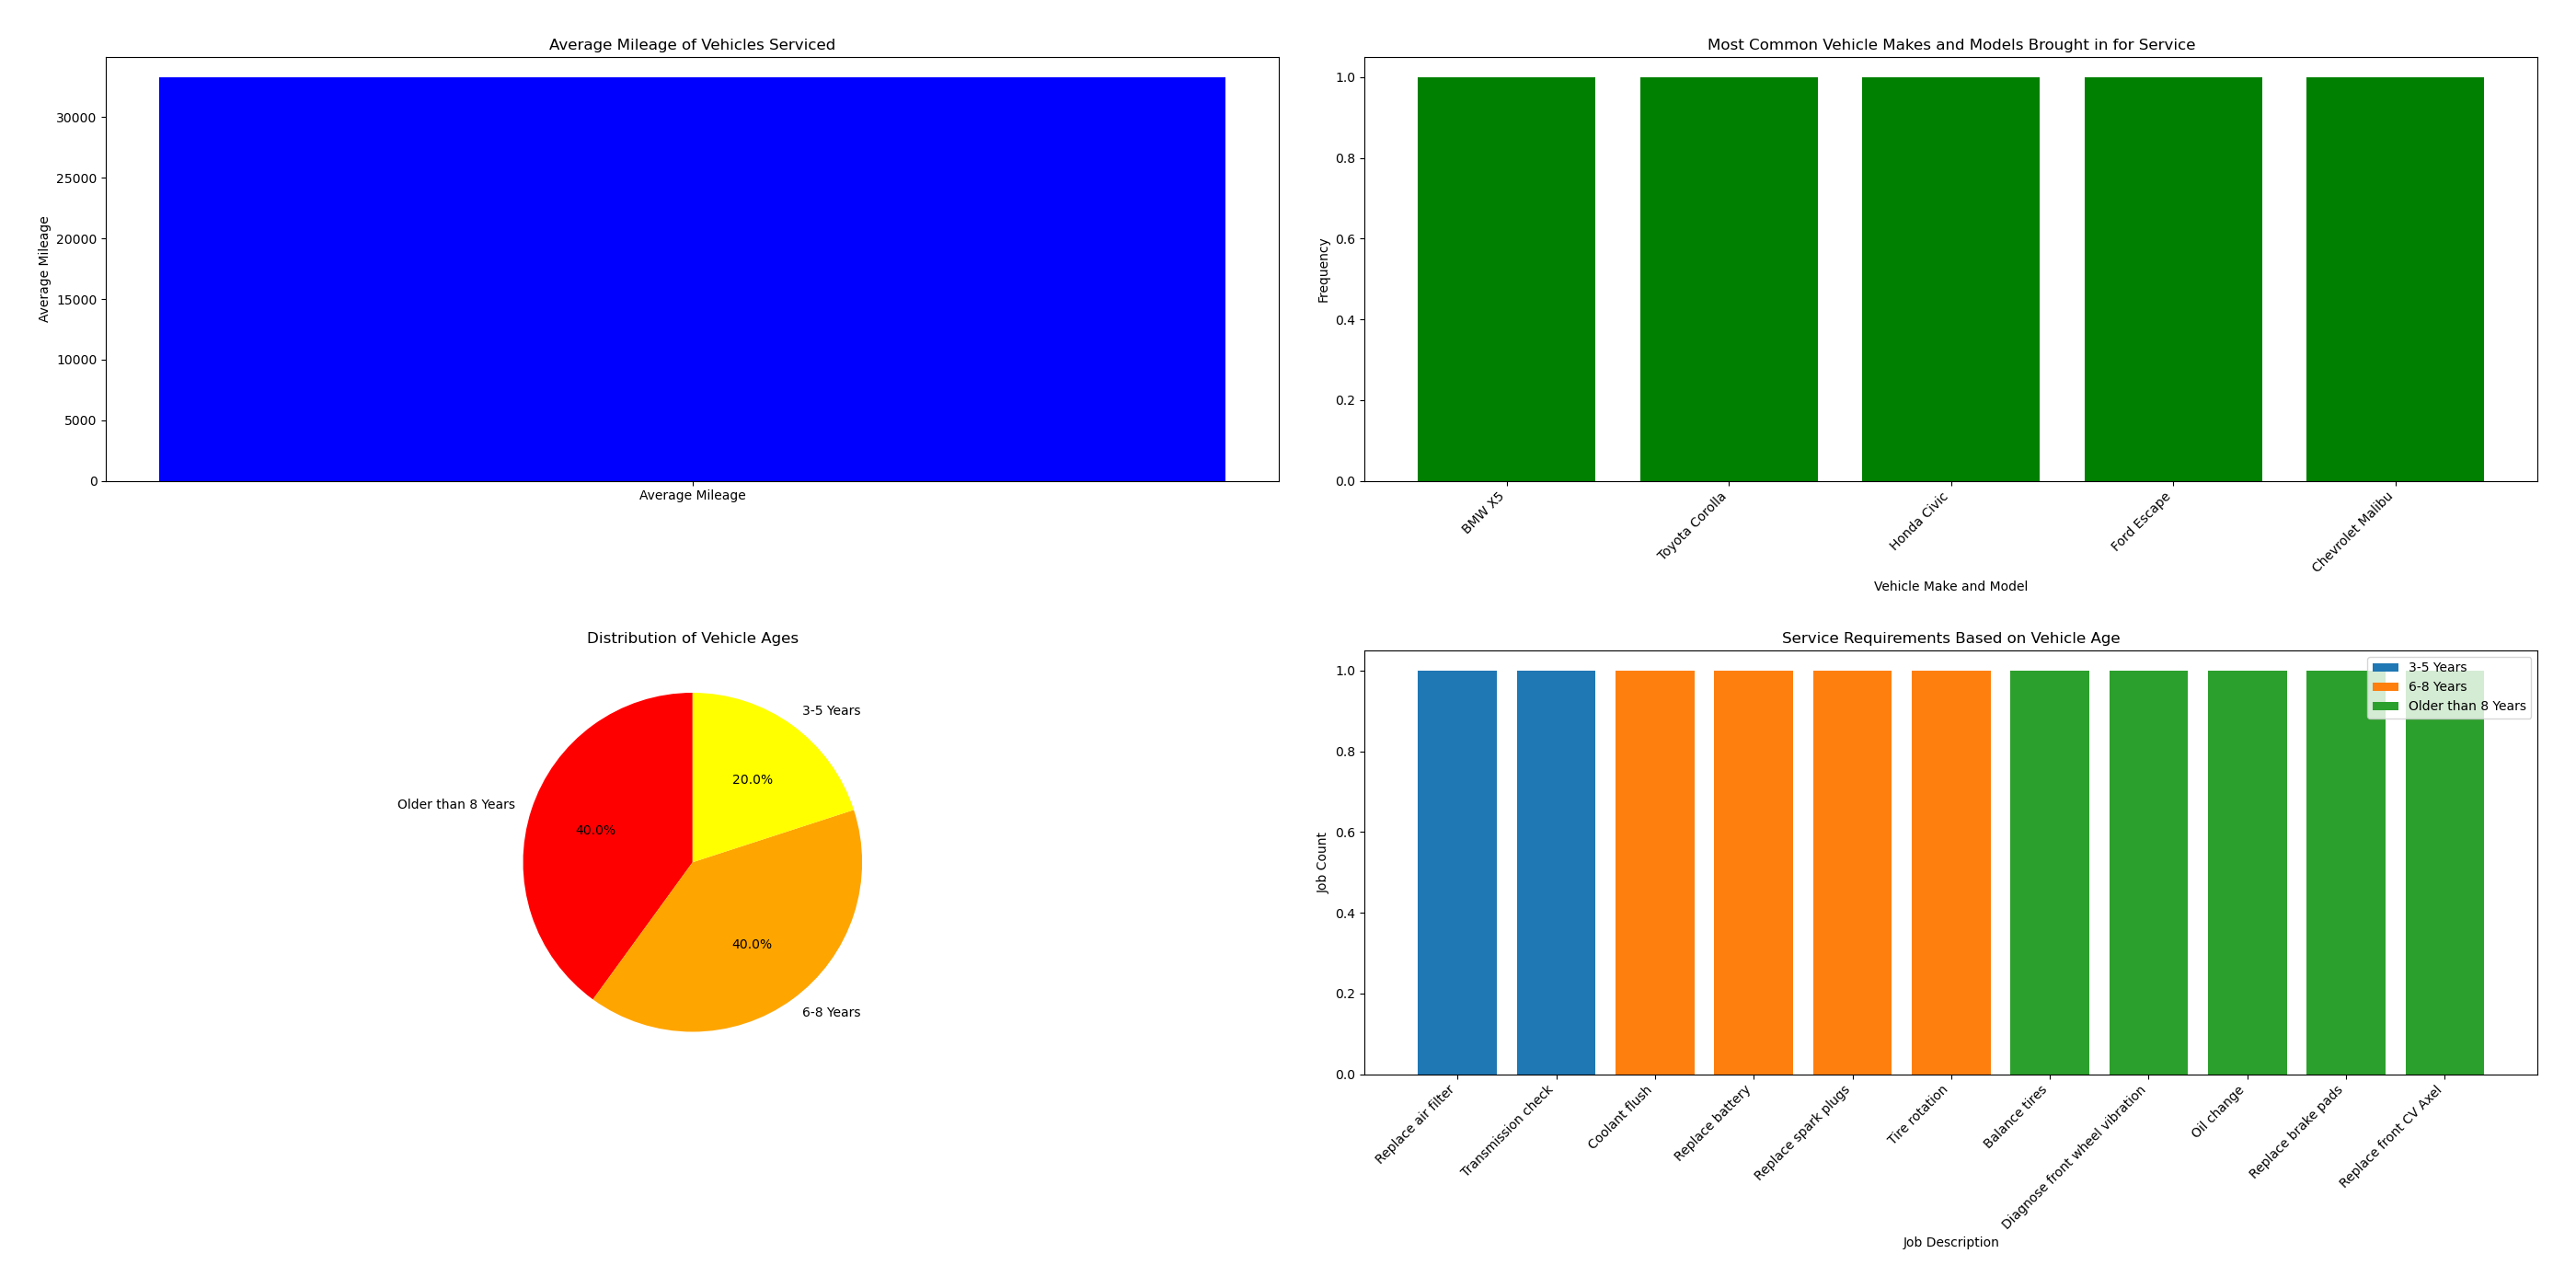 Average Mileage of Vehicles Serviced
Average Mileage
30000
25000
20000
15000
10000
5000
0
Average Mileage
Most Common Vehicle Makes and Models Brought in for Service
Frequency
1.0
0.8
0.6
0.4
0.2
0.0
BMW X5
Toyota Corolla
Honda Civic
Ford Escape
Chevrolet Malibu
Vehicle Make and Model
Distribution of Vehicle Ages
3-5 Years
20.0%
Older than 8 Years
40.0%
40.0%
6-8 Years
Service Requirements Based on Vehicle Age
3-5 Years
6-8 Years
Older than 8 Years
Job Count
1.0
0.8
0.6
0.4
0.2
0.0
Replace air filter
Transmission check
Coolant flush
Replace battery
Replace spark plugs
Tire rotation
Balance tires
Diagnose front wheel vibration
Oil change
Replace brake pads
Replace front CV Axel
Job Description